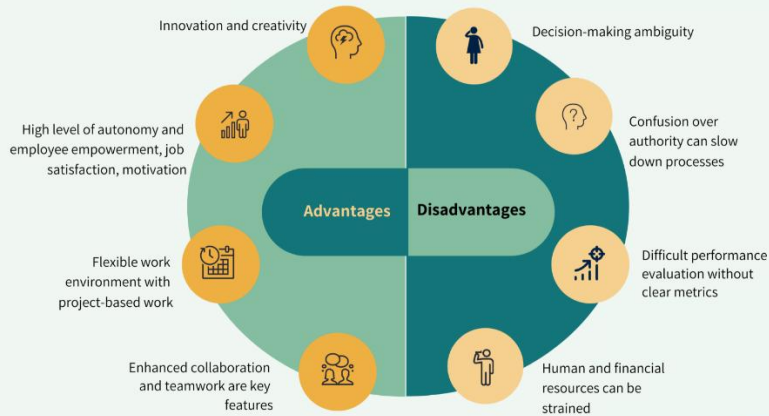 Innovation and creativity
High level of autonomy and
employee empowerment, job
satisfaction, motivation
Flexible work
environment with
project-based work
Enhanced collaboration
and teamwork are key
features
Advantages
Disadvantages
Decision-making ambiguity
?
Confusion over
authority can slow
down processes
Difficult performance
evaluation without
clear metrics
Human and financial
resources can be
strained